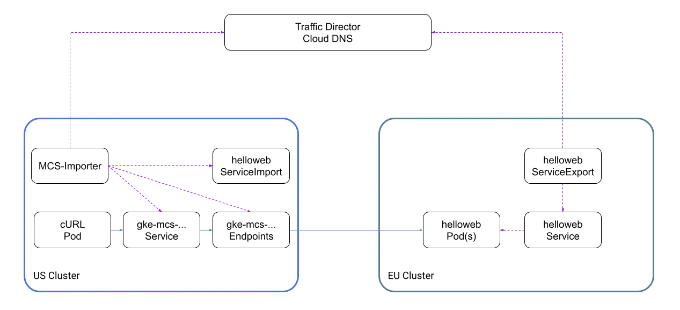 Traffic Director
Cloud DNS
MCS-Importer
helloweb
ServiceImport
helloweb
ServiceExport
cURL
Pod
gke-mcs-...
Service
gke-mcs-...
Endpoints
helloweb
Pod(s)
helloweb
Service
US Cluster
EU Cluster